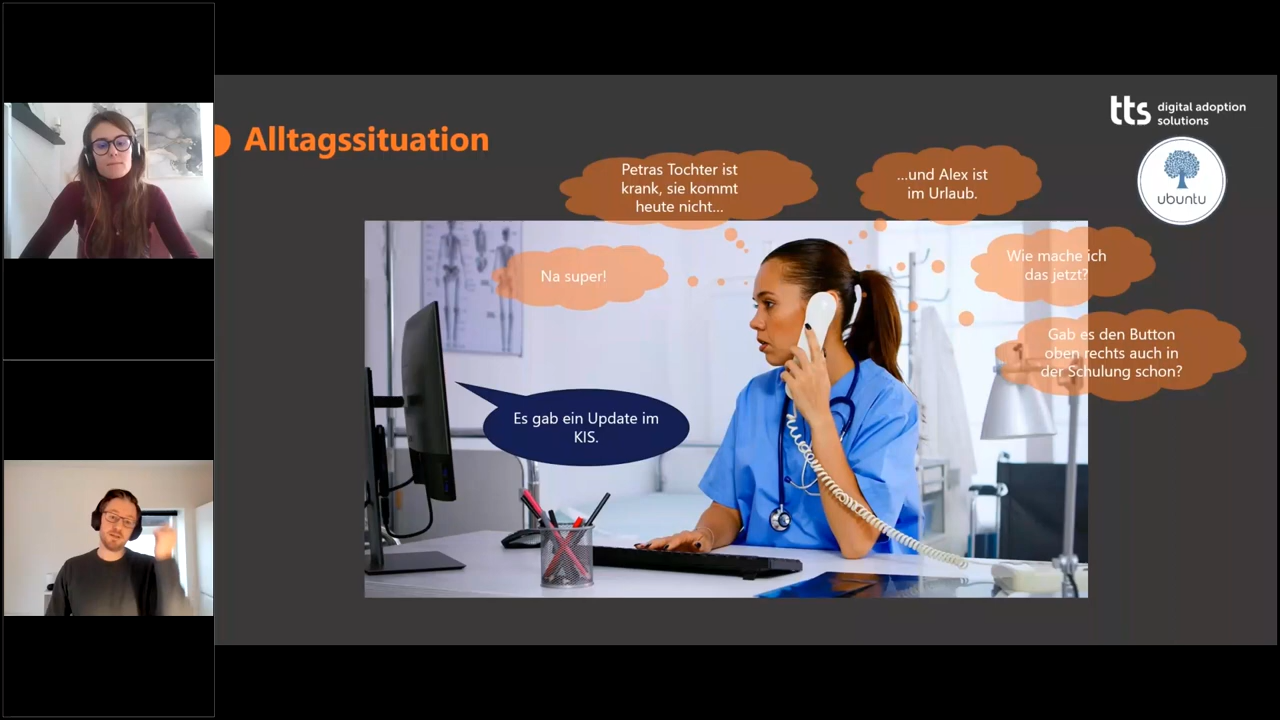 Alltagssituation
tts digital adoption
solutions
ubuntu
Petras Tochter ist
krank, sie kommt
heute nicht...
...und Alex ist
im Urlaub.
Na super!
Wie mache ich
das jetzt?
Gab es den Button
oben rechts auch in
der Schulung schon?
Es gab ein Update im
KIS.